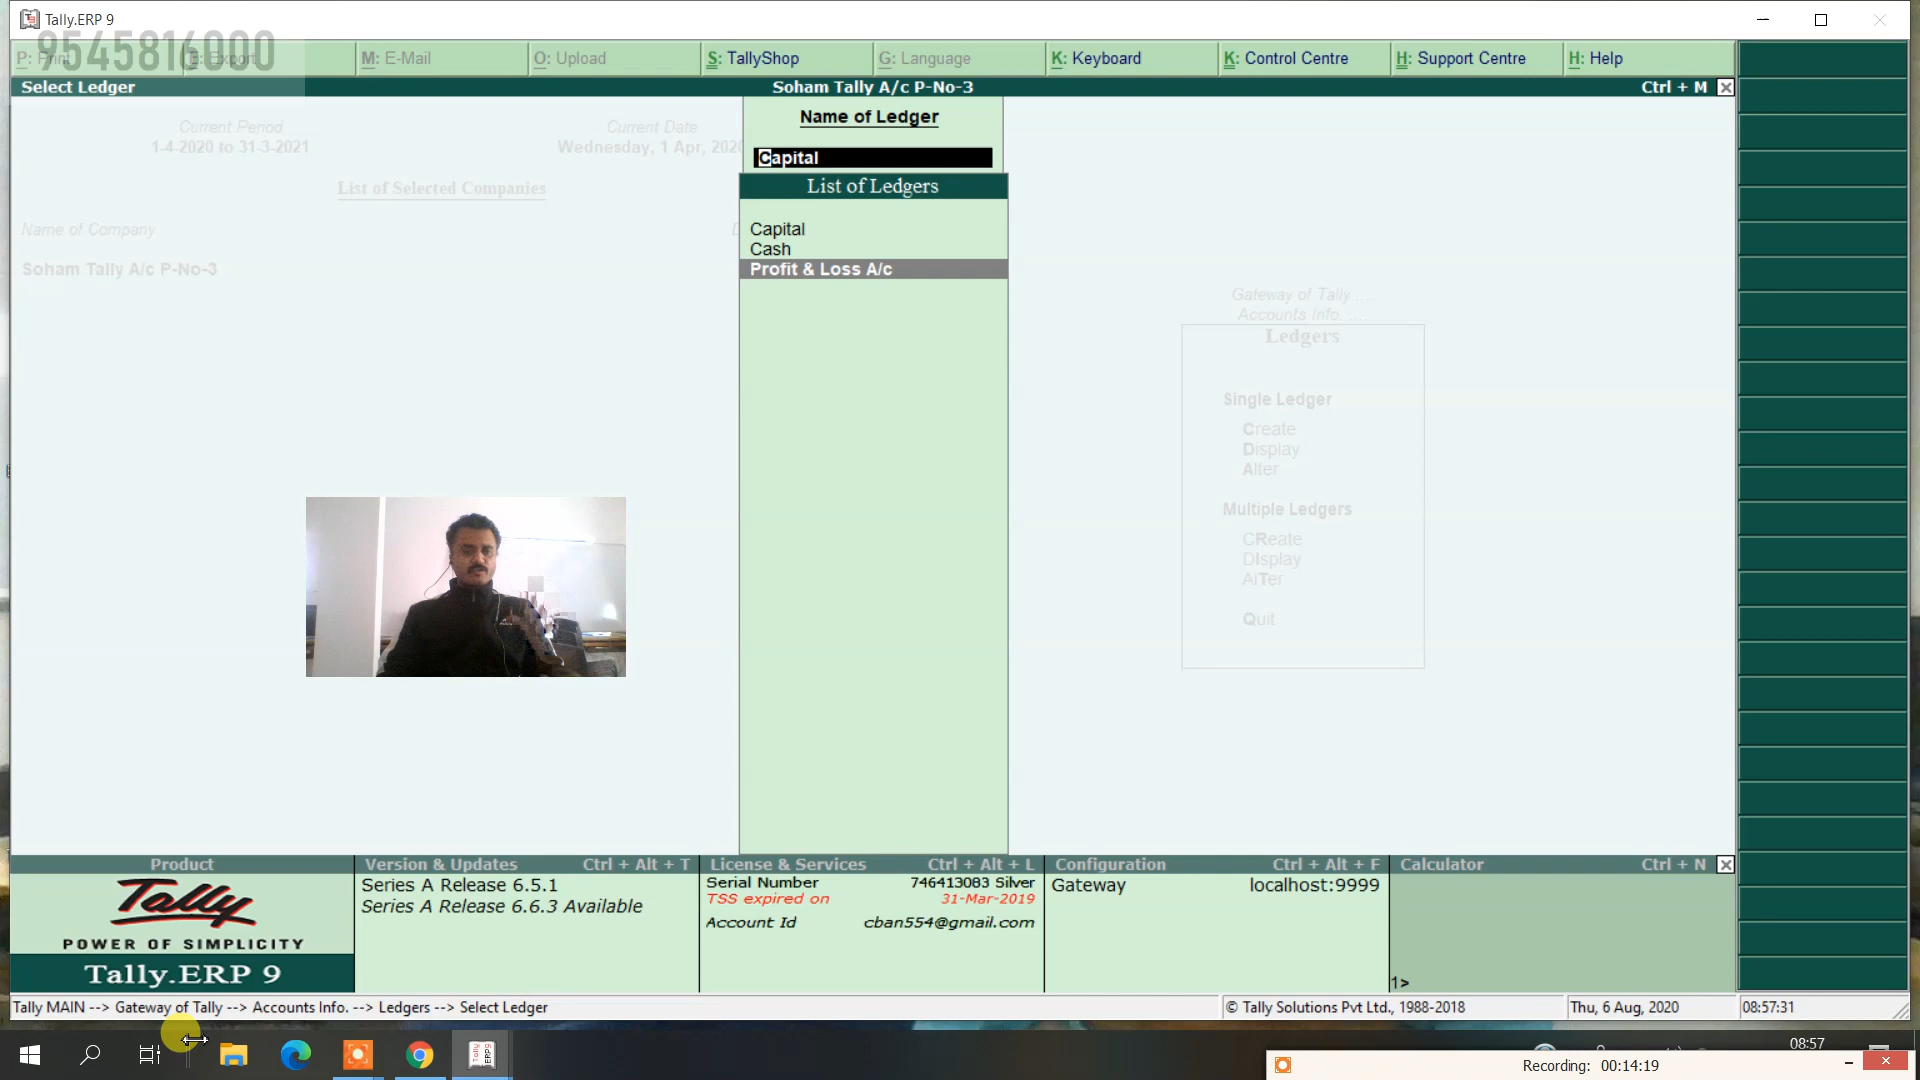 Tally.ERP 9
9545816000
P: Print
E: Export
M: E-Mail
O: Upload
S: TallyShop
G: Language
K: Keyboard
K: Control Centre
H: Support Centre
H: Help
Select Ledger
Soham Tally A/c P-No-3
Ctrl + M
Current Period
1-4-2020 to 31-3-2021
Current Date
Wednesday, 1 Apr, 2020
List of Selected Companies
Name of Company
Soham Tally A/c P-No-3
Name of Ledger
Capital
List of Ledgers
Capital
Cash
Profit & Loss A/c
Gateway of Tally ....
Accounts Info. ....
Ledgers
Single Ledger
Create
Display
Alter
Multiple Ledgers
CReate
DIsplay
AlTer
Quit
Product
Tally
POWER OF SIMPLICITY
Tally.ERP 9
Version & Updates Ctrl + Alt + T
Series A Release 6.5.1
Series A Release 6.6.3 Available
License & Services Ctrl + Alt + L
Serial Number 746413083 Silver
TSS expired on 31-Mar-2019
Account Id cban554@gmail.com
Configuration Ctrl + Alt + F
Gateway localhost:9999
Calculator Ctrl + N
1>
Tally MAIN --> Gateway of Tally --> Accounts Info. --> Ledgers --> Select Ledger
© Tally Solutions Pvt Ltd., 1988-2018
Thu, 6 Aug, 2020
08:57:31
08:57
Recording: 00:14:19